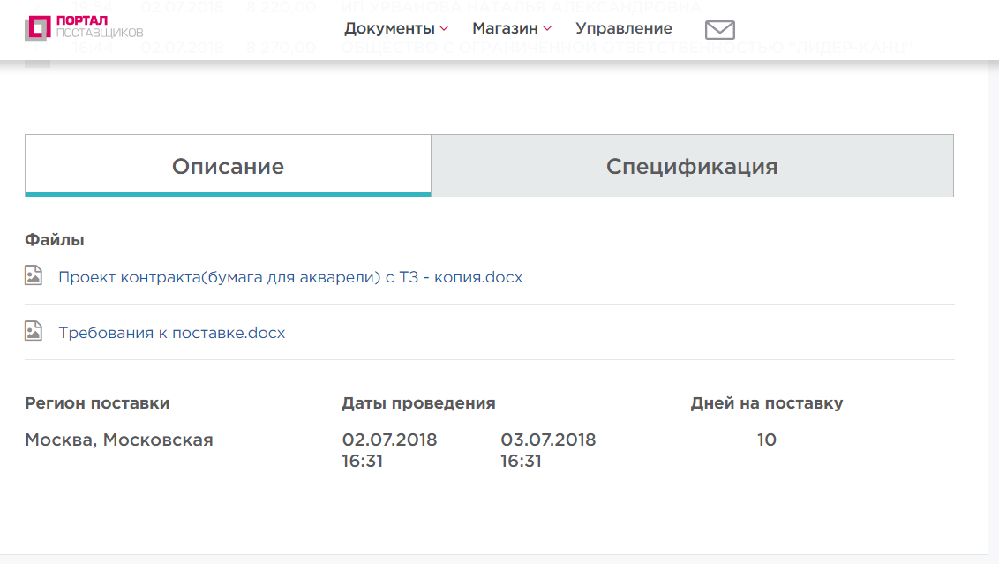 19:54 02.07.2018 8 220,00 ИП УРВАНОВА НАТАЛЬЯ АЛЕКСАНДРОВНА
ПОРТАЛ
ПОСТАВЩИКОВ
Документы
Магазин
Управление
16:44 02.07.2018 8 270,00 ОБЩЕСТВО С ОГРАНИЧЕННОЙ ОТВЕТСТВЕННОСТЬЮ "ЛИДЕР-КАНЦ"
Описание
Спецификация
Файлы
Проект контракта(бумага для акварели) с ТЗ - копия.docx
Требования к поставке.docx
Регион поставки
Москва, Московская
Даты проведения
02.07.2018 03.07.2018
16:31 16:31
Дней на поставку
10